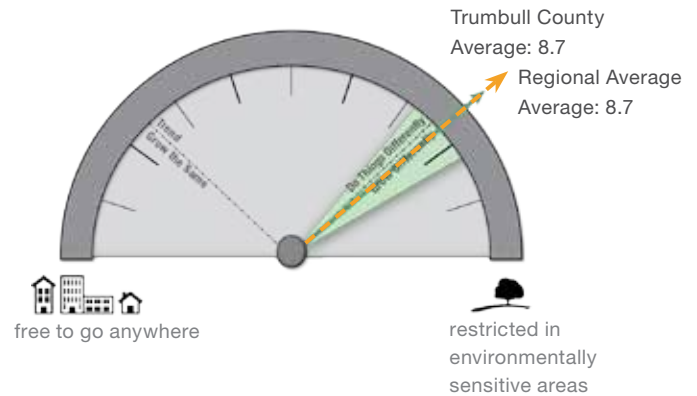 Trumbull County
Average: 8.7
Regional Average
Average: 8.7
Trend
Grow the Same
Do Things Differently
free to go anywhere
restricted in
environmentally
sensitive areas